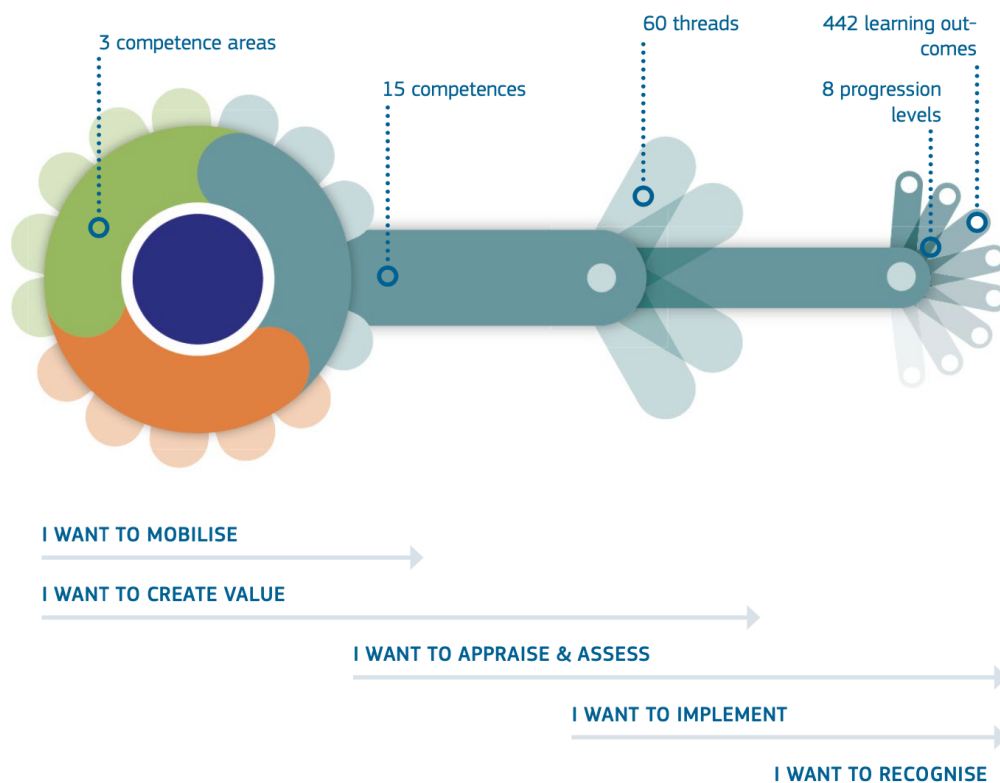 3 competence areas
15 competences
60 threads
442 learning out-
comes
8 progression
levels
I WANT TO MOBILISE
I WANT TO CREATE VALUE
I WANT TO APPRAISE & ASSESS
I WANT TO IMPLEMENT
I WANT TO RECOGNISE